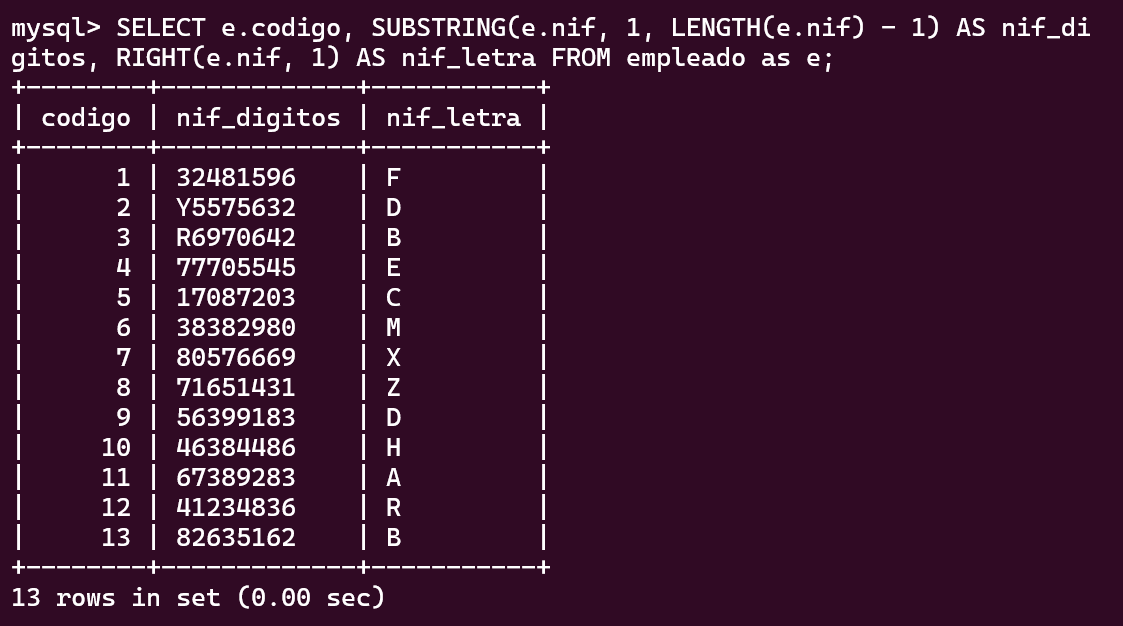 mysql> SELECT e.codigo, SUBSTRING(e.nif, 1, LENGTH(e.nif) - 1) AS nif_di
gitos, RIGHT(e.nif, 1) AS nif_letra FROM empleado as e;
+--------+-------------+-----------+
| codigo | nif_digitos | nif_letra |
+--------+-------------+-----------+
|      1 | 32481596    | F         |
|      2 | Y5575632    | D         |
|      3 | R6970642    | B         |
|      4 | 77705545    | E         |
|      5 | 17087203    | C         |
|      6 | 38382980    | M         |
|      7 | 80576669    | X         |
|      8 | 71651431    | Z         |
|      9 | 56399183    | D         |
|     10 | 46384486    | H         |
|     11 | 67389283    | A         |
|     12 | 41234836    | R         |
|     13 | 82635162    | B         |
+--------+-------------+-----------+
13 rows in set (0.00 sec)